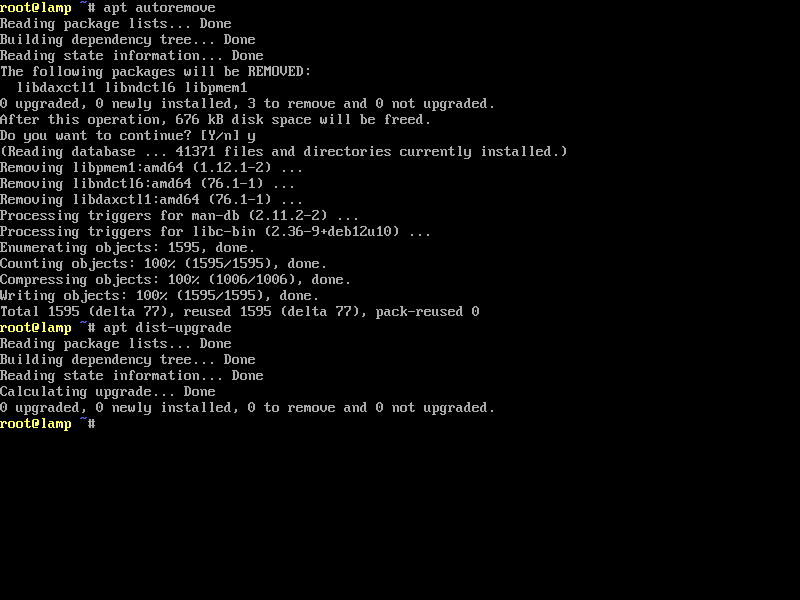 root@lamp ~# apt autoremove
Reading package lists... Done
Building dependency tree... Done
Reading state information... Done
The following packages will be REMOVED:
  libdaxctl1 libndctl6 libpmem1
0 upgraded, 0 newly installed, 3 to remove and 0 not upgraded.
After this operation, 676 kB disk space will be freed.
Do you want to continue? [Y/n] y
(Reading database ... 41371 files and directories currently installed.)
Removing libpmem1:amd64 (1.12.1-2) ...
Removing libndctl6:amd64 (76.1-1) ...
Removing libdaxctl1:amd64 (76.1-1) ...
Processing triggers for man-db (2.11.2-2) ...
Processing triggers for libc-bin (2.36-9+deb12u10) ...
Enumerating objects: 1595, done.
Counting objects: 100% (1595/1595), done.
Compressing objects: 100% (1006/1006), done.
Writing objects: 100% (1595/1595), done.
Total 1595 (delta 77), reused 1595 (delta 77), pack-reused 0
root@lamp ~# apt dist-upgrade
Reading package lists... Done
Building dependency tree... Done
Reading state information... Done
Calculating upgrade... Done
0 upgraded, 0 newly installed, 0 to remove and 0 not upgraded.
root@lamp ~#